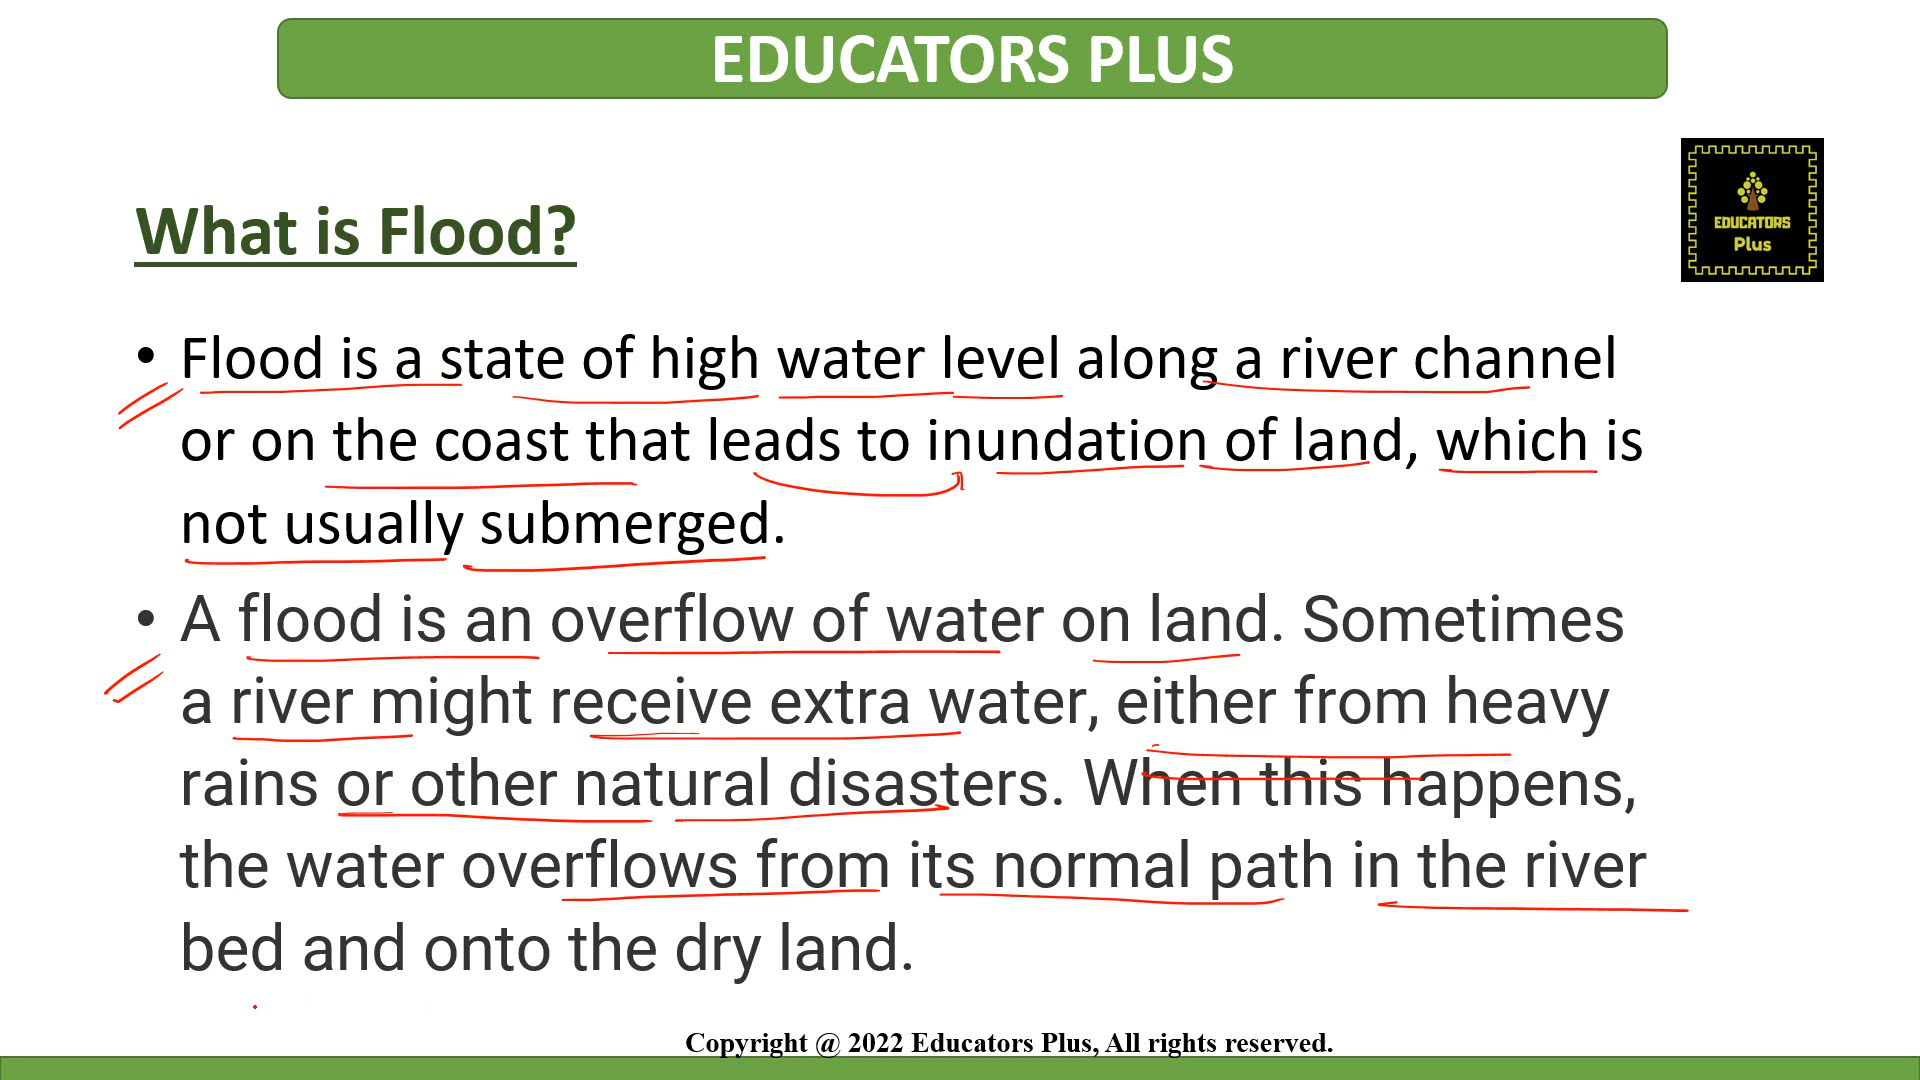 EDUCATORS PLUS
EDUCATORS
Plus
What is Flood?
• Flood is a state of high water level along a river channel
or on the coast that leads to inundation of land, which is
not usually submerged.
• A flood is an overflow of water on land. Sometimes
a river might receive extra water, either from heavy
rains or other natural disasters. When this happens,
the water overflows from its normal path in the river
bed and onto the dry land.
Copyright @ 2022 Educators Plus, All rights reserved.